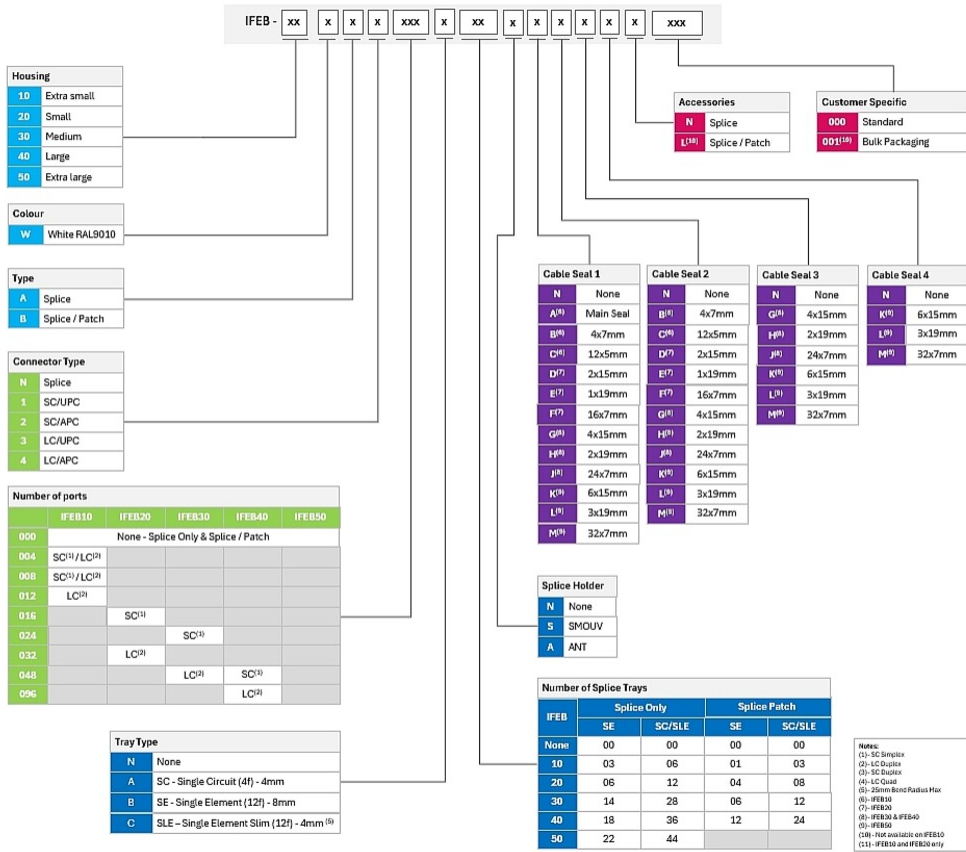 IFEB - xx x x x xxx x xx x x x x x x xxx
Housing
10 Extra small
20 Small
30 Medium
40 Large
50 Extra large
Colour
W White RAL9010
Type
A Splice
B Splice / Patch
Connector Type
N Splice
1 SC/UPC
2 SC/APC
3 LC/UPC
4 LC/APC
Number of ports
IFEB10 IFEB20 IFEB30 IFEB40 IFEB50
000 None - Splice Only & Splice / Patch
004 SC(1) / LC(2)
008 SC(1) / LC(2)
012 LC(2)
016 SC(1)
024 SC(1)
032 LC(2)
048 LC(2) SC(1)
096 LC(2)
Tray Type
N None
A SC - Single Circuit (4f) - 4mm
B SE - Single Element (12f) - 8mm
C SLE – Single Element Slim (12f) - 4mm (5)
Accessories
N Splice
L(10) Splice / Patch
Customer Specific
000 Standard
001(10) Bulk Packaging
Cable Seal 1
N None
A(6) Main Seal
B(6) 4x7mm
C(6) 12x5mm
D(7) 2x15mm
E(7) 1x19mm
F(7) 16x7mm
G(8) 4x15mm
H(8) 2x19mm
J(8) 24x7mm
K(9) 6x15mm
L(9) 3x19mm
M(9) 32x7mm
Cable Seal 2
N None
B(6) 4x7mm
C(6) 12x5mm
D(7) 2x15mm
E(7) 1x19mm
F(7) 16x7mm
G(8) 4x15mm
H(8) 2x19mm
J(8) 24x7mm
K(9) 6x15mm
L(9) 3x19mm
M(9) 32x7mm
Cable Seal 3
N None
G(8) 4x15mm
H(8) 2x19mm
J(8) 24x7mm
K(9) 6x15mm
L(9) 3x19mm
M(9) 32x7mm
Cable Seal 4
N None
K(9) 6x15mm
L(9) 3x19mm
M(9) 32x7mm
Splice Holder
N None
S SMOUV
A ANT
Number of Splice Trays
IFEB Splice Only Splice Patch
SE SC/SLE SE SC/SLE
None 00 00 00 00
10 03 06 01 03
20 06 12 04 08
30 14 28 06 12
40 18 36 12 24
50 22 44
Notes:
(1)- SC Simplex
(2)- LC Duplex
(3)- SC Duplex
(4)- LC Quad
(5)- 25mm Bend Radius Max
(6)- IFEB10
(7)- IFEB20
(8)- IFEB30 & IFEB40
(9)- IFEB50
(10)- Not available on IFEB10
(11)- IFEB10 and IFEB20 only